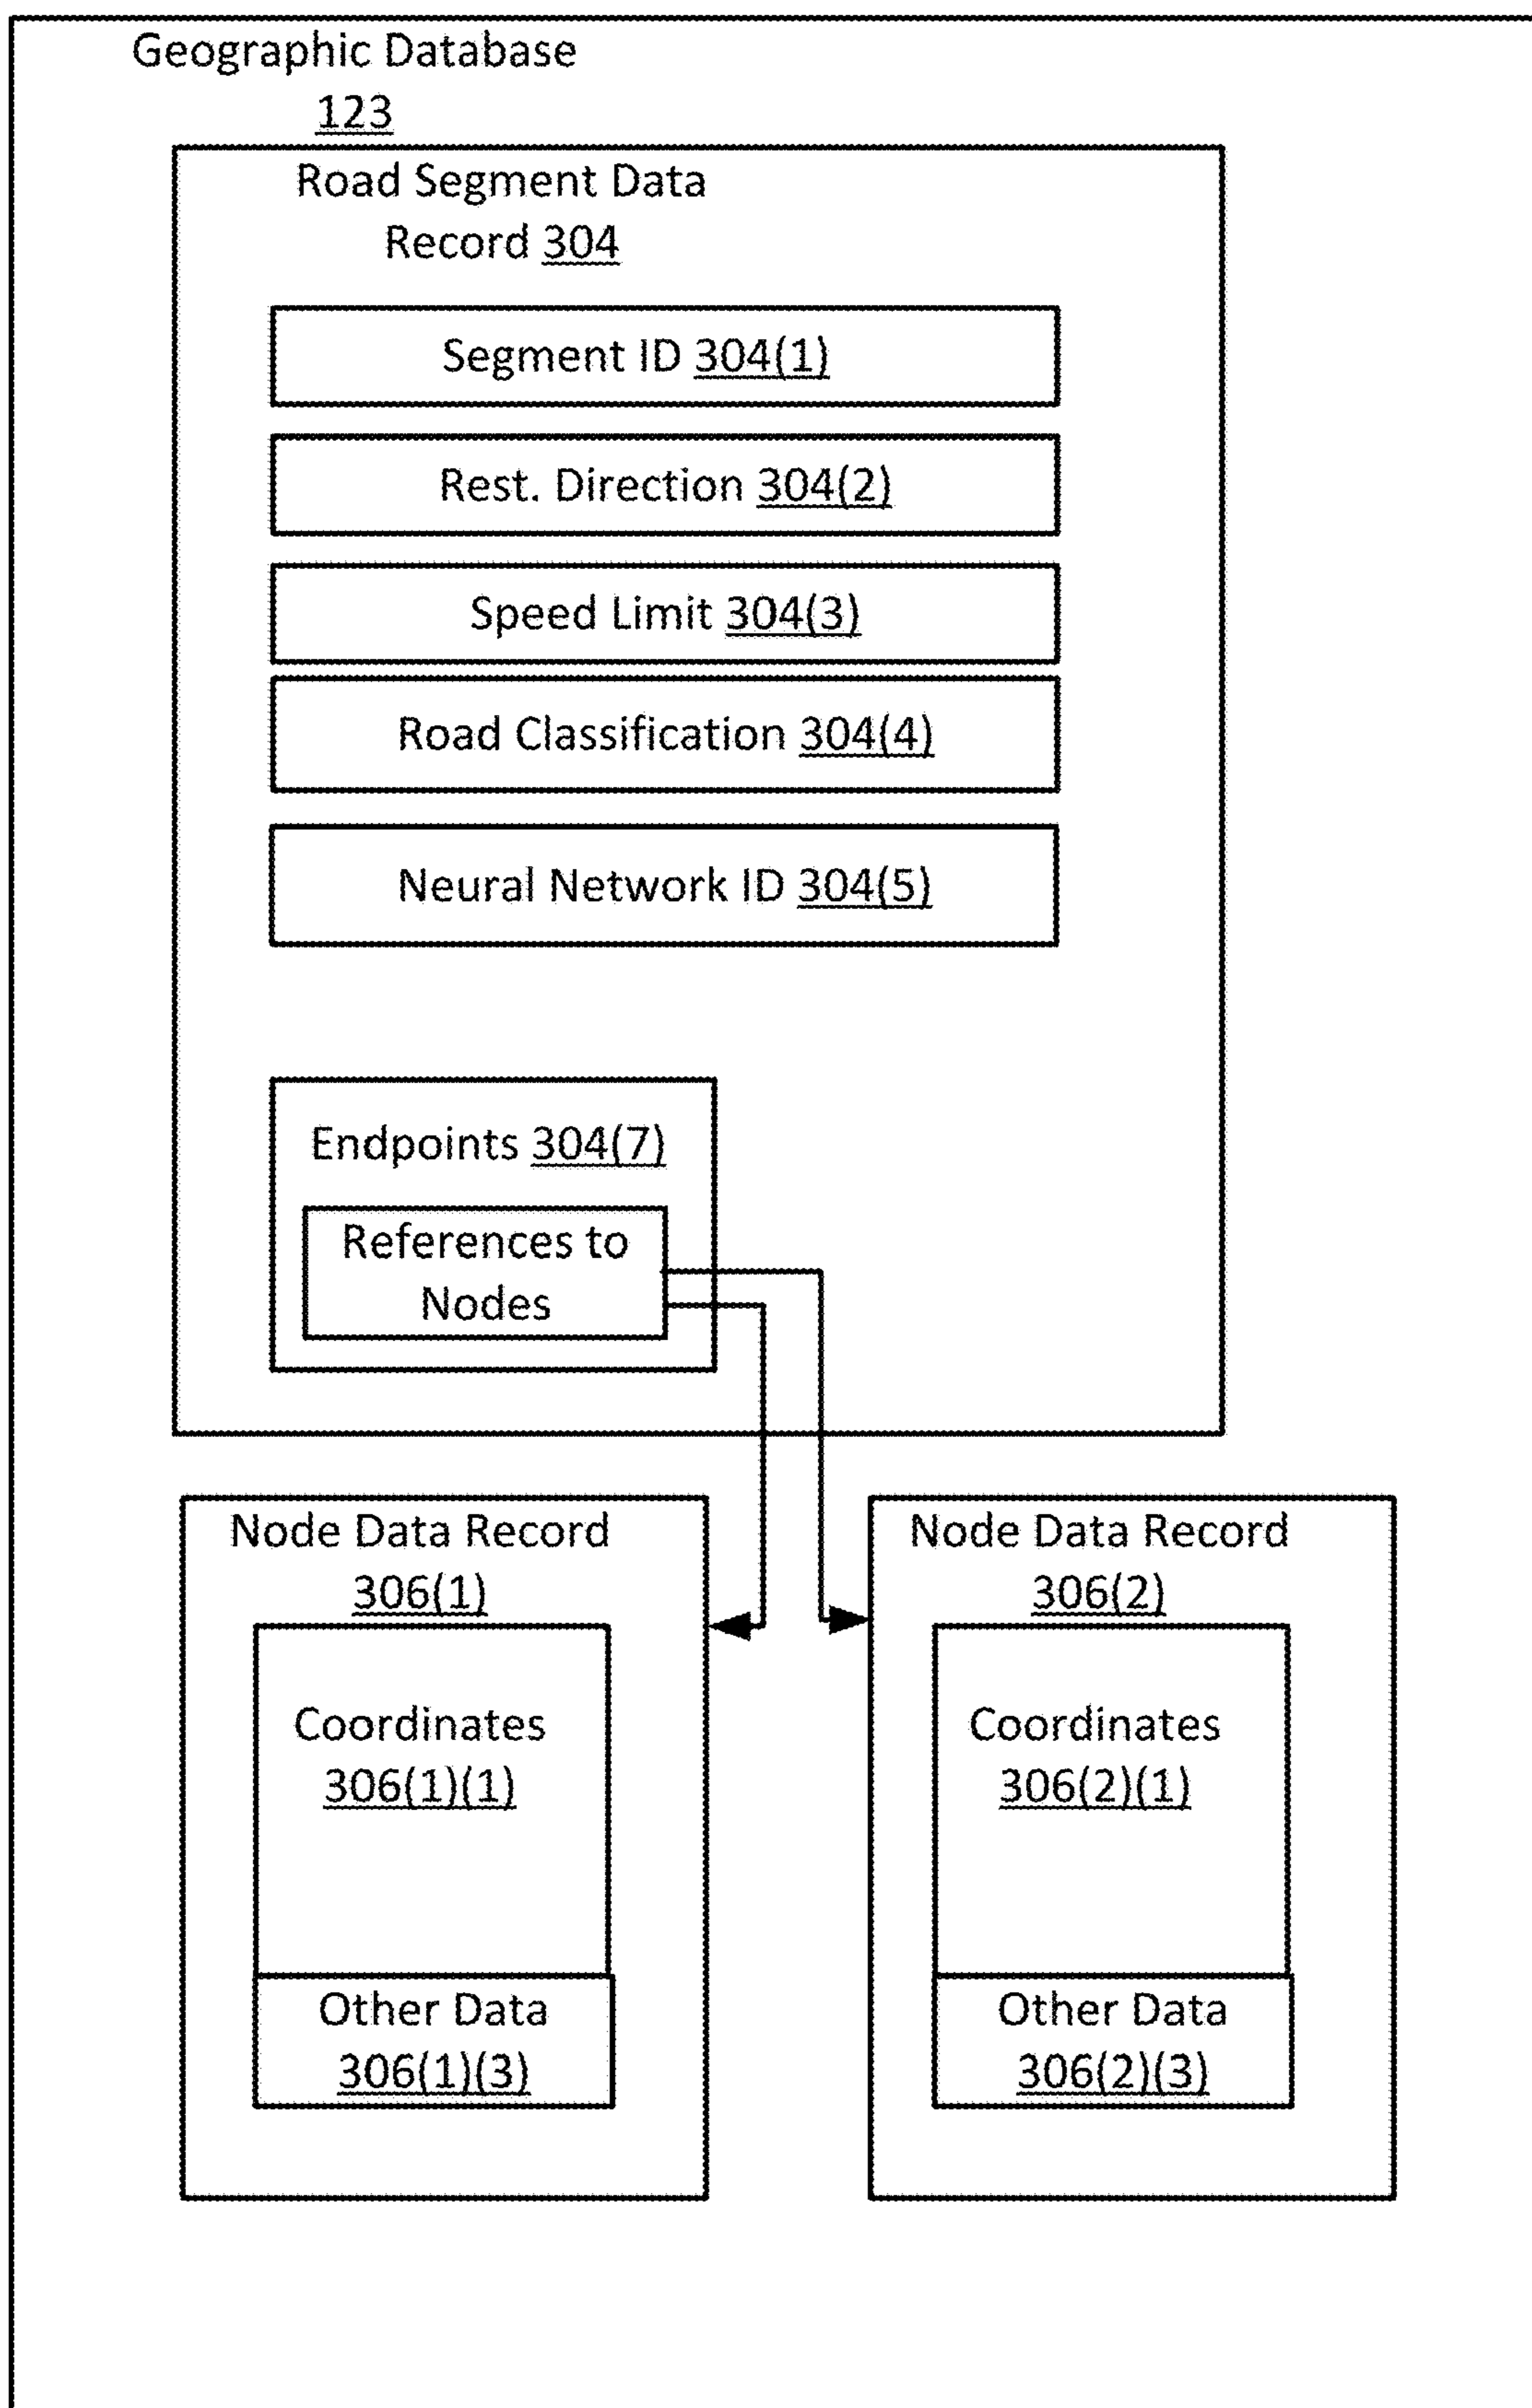 Geographic Database
123
Road Segment Data
Record 304
Segment ID 304(1)
Rest. Direction 304(2)
Speed Limit 304(3)
Road Classification 304(4)
Neural Network ID 304(5)
Endpoints 304(7)
References to
Nodes
Node Data Record
306(1)
Coordinates
306(1)(1)
Other Data
306(1)(3)
Node Data Record
306(2)
Coordinates
306(2)(1)
Other Data
306(2)(3)